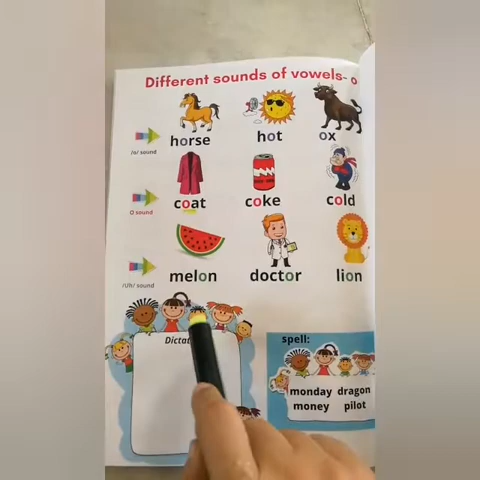 Different sounds of vowels- o
/o/ sound horse hot ox
O sound coat coke cold
/Uh/ sound melon doctor lion
spell:
monday dragon
money pilot